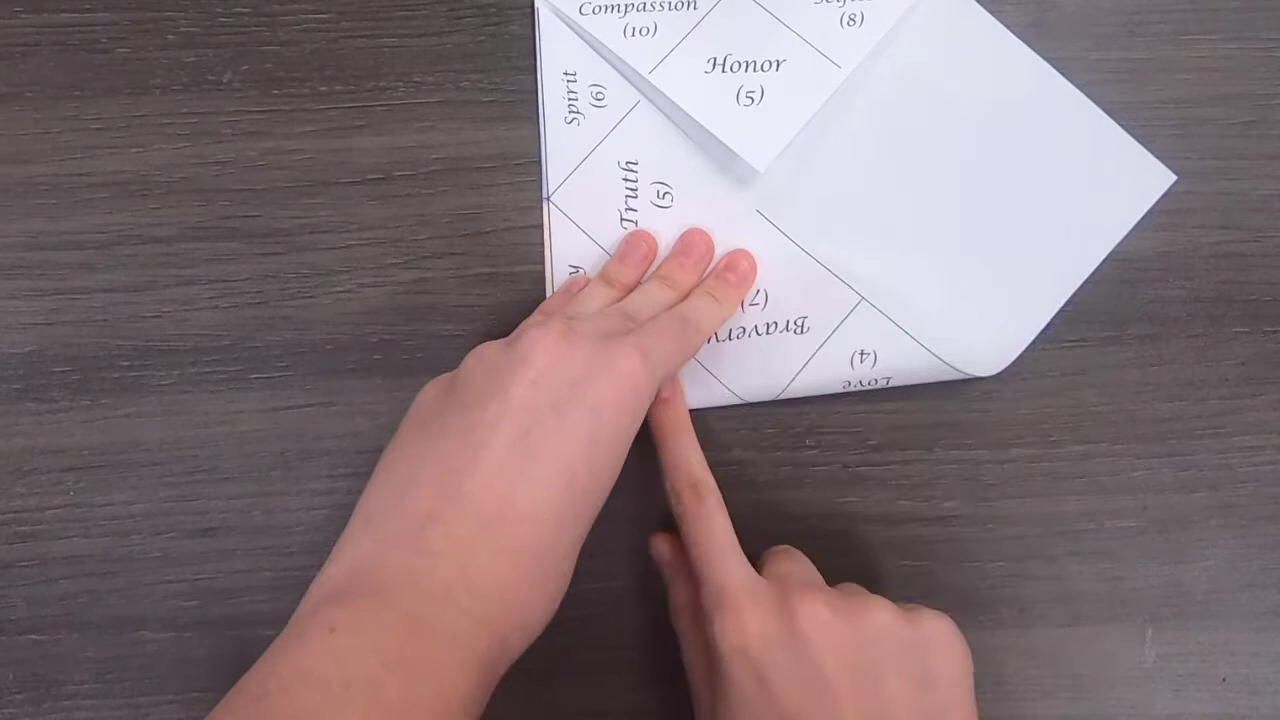 Compassion
(10)
(8)
Honor
(5)
Spirit
(6)
Truth
(5)
(7)
Bravery
(4)
Love